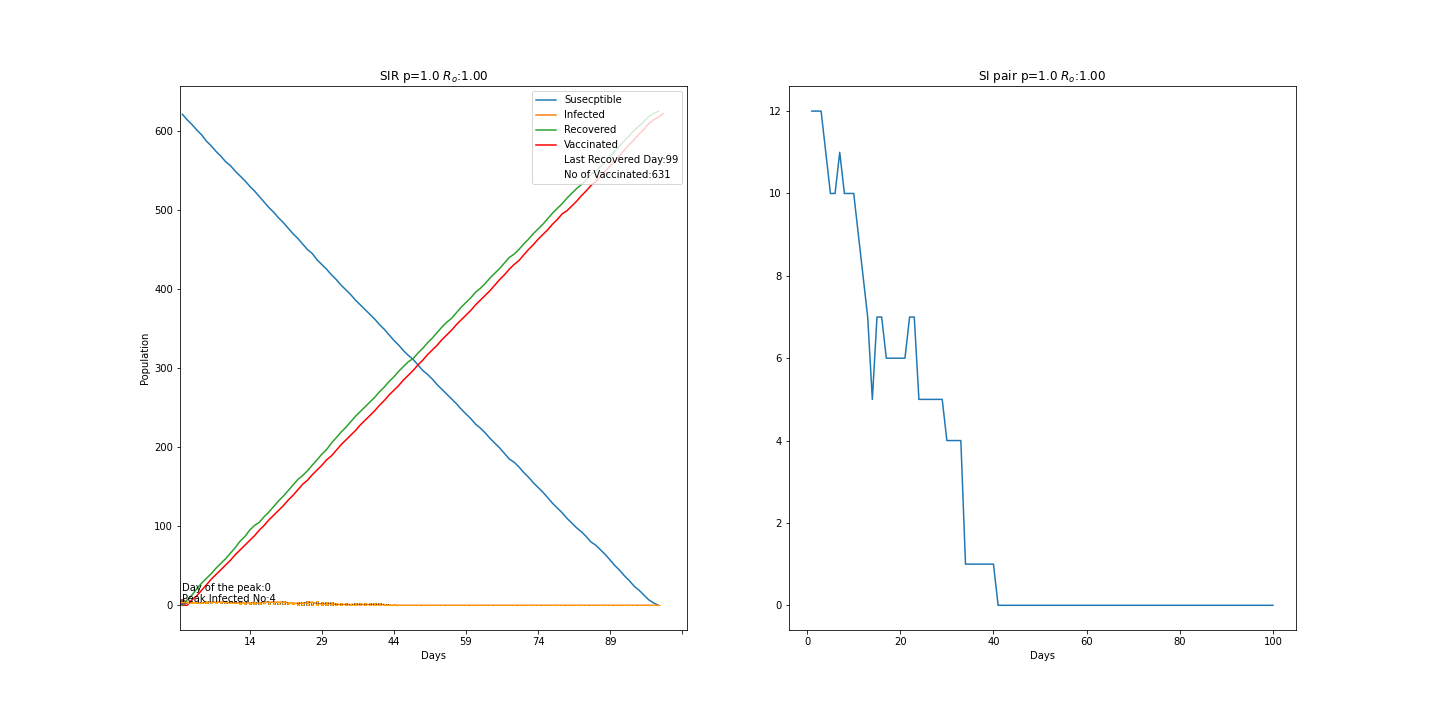 SIR p=1.0 Rₒ:1.00
Susecptible
Infected
Recovered
Vaccinated
Last Recovered Day:99
No of Vaccinated:631
Population
600
500
400
300
200
100
0
Day of the peak:0
Peak Infected No:4
14 29 44 59 74 89
Days
SI pair p=1.0 Rₒ:1.00
12
10
8
6
4
2
0
0 20 40 60 80 100
Days